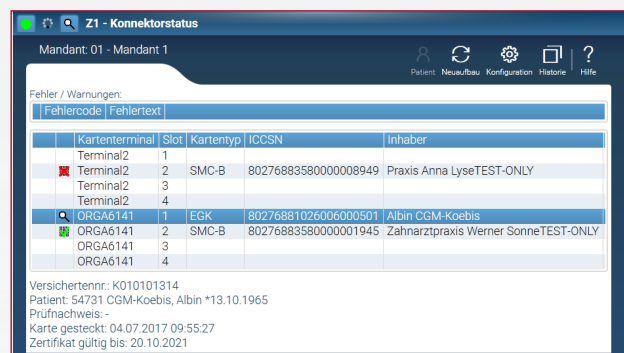 Z1 - Konnektorstatus
Mandant: 01 - Mandant 1
Patient Neuaufbau Konfiguration Historie Hilfe
Fehler / Warnungen:
Fehlercode Fehlertext
Kartenterminal Slot Kartentyp ICCSN Inhaber
Terminal2 1
Terminal2 2 SMC-B 80276883580000008949 Praxis Anna LyseTEST-ONLY
Terminal2 3
Terminal2 4
ORGA6141 1 EGK 80276881026006000501 Albin CGM-Koebis
ORGA6141 2 SMC-B 80276883580000001945 Zahnarztpraxis Werner SonneTEST-ONLY
ORGA6141 3
ORGA6141 4
Versichertennr.: K010101314
Patient: 54731 CGM-Koebis, Albin *13.10.1965
Prüfnachweis: -
Karte gesteckt: 04.07.2017 09:55:27
Zertifikat gültig bis: 20.10.2021